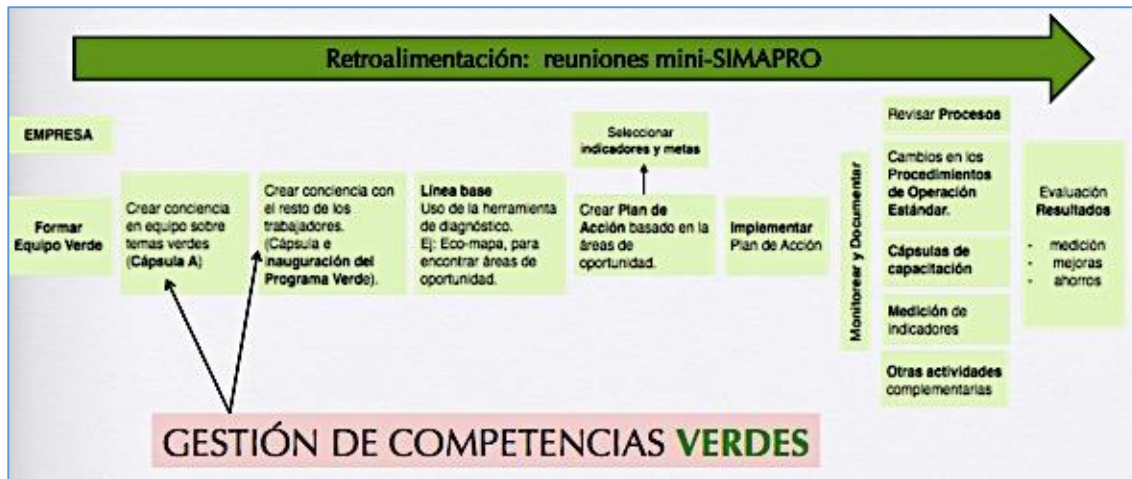 Retroalimentación: reuniones mini-SIMAPRO
EMPRESA
Formar
Equipo Verde
Crear conciencia
en equipo sobre
temas verdes
(Cápsula A)
Crear conciencia con
el resto de los
trabajadores.
(Cápsula e
inauguración del
Programa Verde).
Línea base
Uso de la herramienta
de diagnóstico.
Ej: Eco-mapa, para
encontrar áreas de
oportunidad.
Seleccionar
indicadores y metas
Crear Plan de
Acción basado en la
áreas de
oportunidad.
Implementar
Plan de Acción
Monitorear y Documentar
Revisar Procesos
Cambios en los
Procedimientos
de Operación
Estándar.
Cápsulas de
capacitación
Medición de
indicadores
Otras actividades
complementarias
Evaluación
Resultados
- medición
- mejoras
- ahorros
GESTIÓN DE COMPETENCIAS VERDES